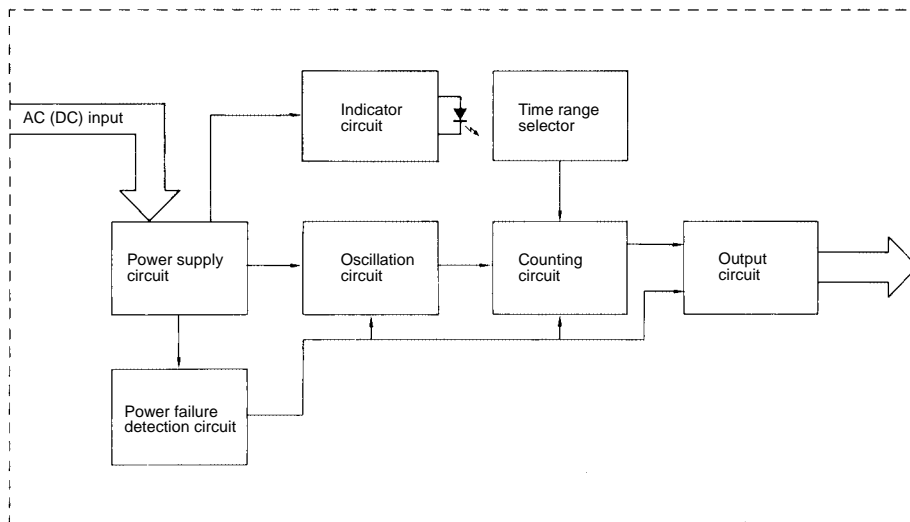 AC (DC) input
Indicator
circuit
Time range
selector
Power supply
circuit
Oscillation
circuit
Counting
circuit
Output
circuit
Power failure
detection circuit